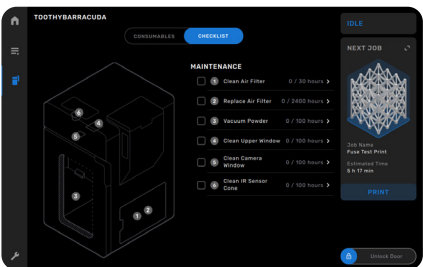 TOOTHYBARRACUDA
CONSUMABLES
CHECKLIST
IDLE
MAINTENANCE
1 Clean Air Filter 0 / 30 hours >
2 Replace Air Filter 0 / 2400 hours >
3 Vacuum Powder 0 / 100 hours >
4 Clean Upper Window 0 / 100 hours >
5 Clean Camera
Window 0 / 100 hours >
6 Clean IR Sensor
Cone 0 / 100 hours >
6
4
5
3
2
1
NEXT JOB
Job Name
Fuse Test Print
Estimated Time
5 h 17 min
PRINT
Unlock Door